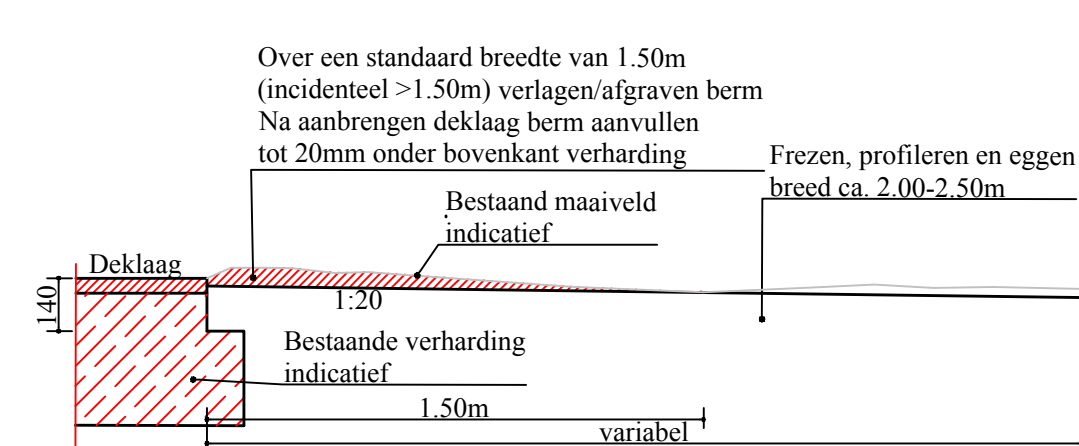 Over een standaard breedte van 1.50m
(incidenteel >1.50m) verlagen/afgraven berm
Na aanbrengen deklaag berm aanvullen
tot 20mm onder bovenkant verharding
Frezen, profileren en eggen
breed ca. 2.00-2.50m
Bestaand maaiveld
indicatief
Deklaag
140
1:20
Bestaande verharding
indicatief
1.50m
variabel